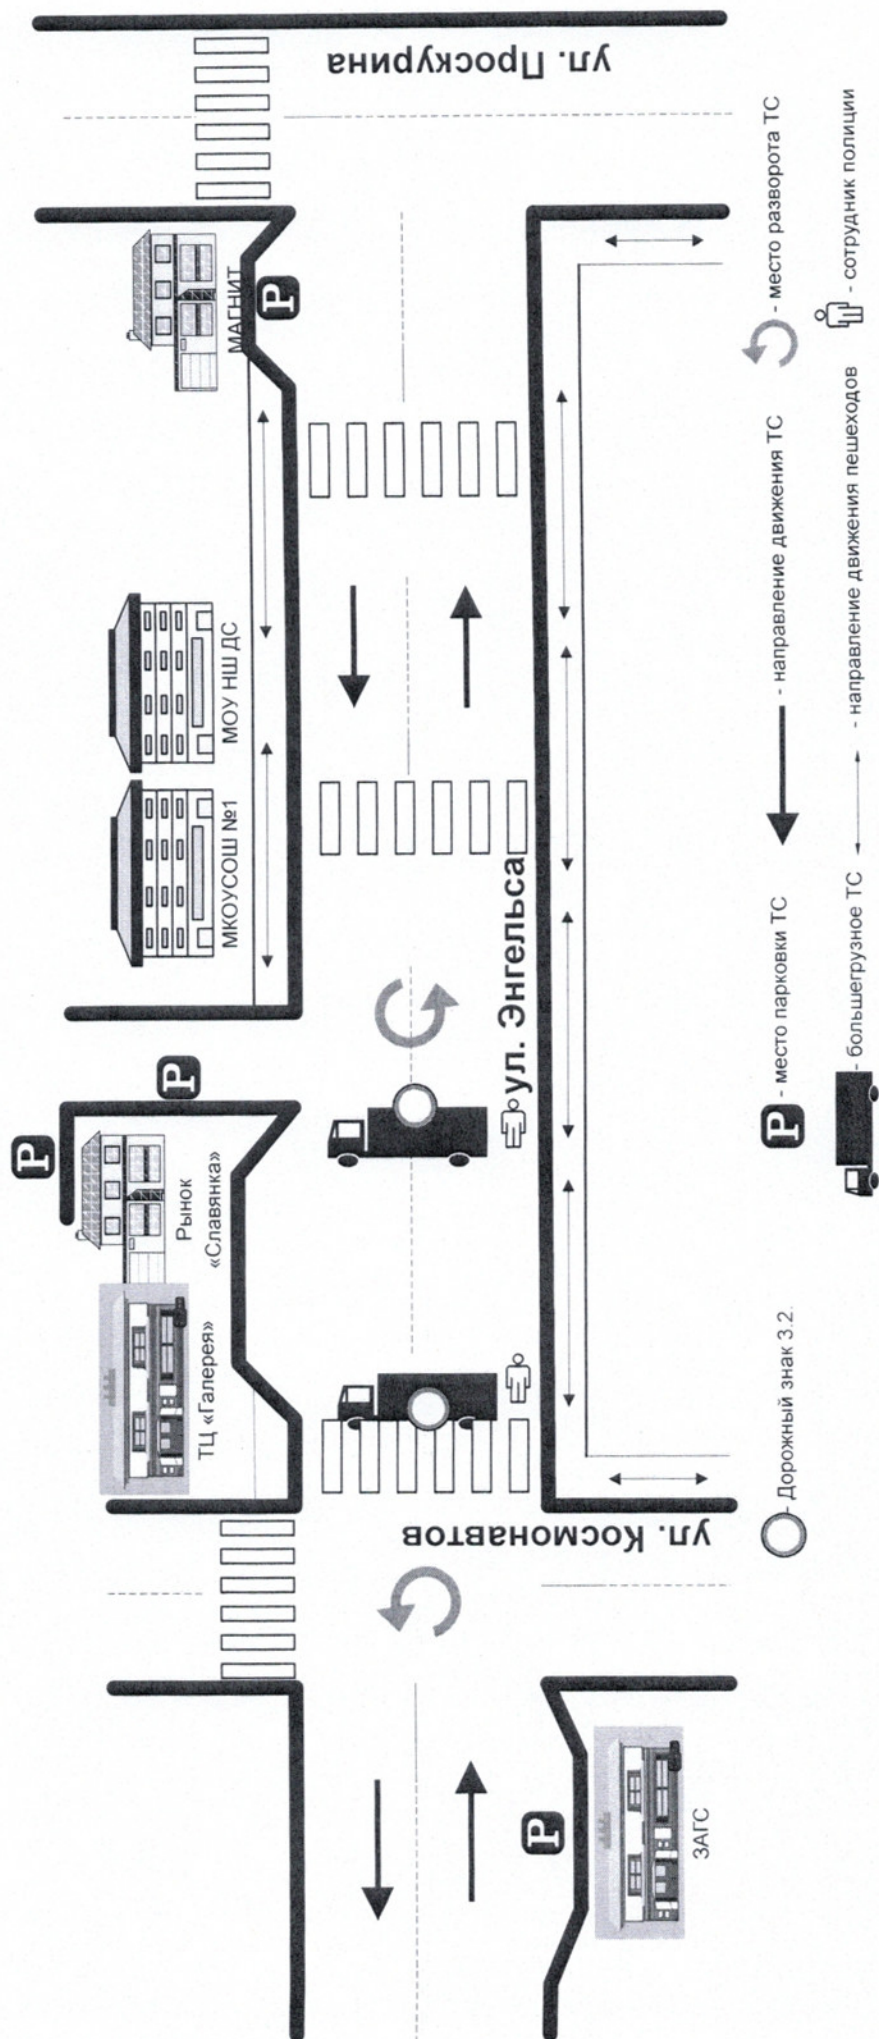 ул. Проскурина
МАГНИТ
МОУ НШ ДС
МКОУСОШ №1
Рынок
«Славянка»
ТЦ «Галерея»
ул. Энгельса
ул. Космонавтов
ЗАГС
P
P
P
P
Дорожный знак 3.2.
P - место парковки ТС
- направление движения ТС
- место разворота ТС
- большегрузное ТС
- направление движения пешеходов
- сотрудник полиции